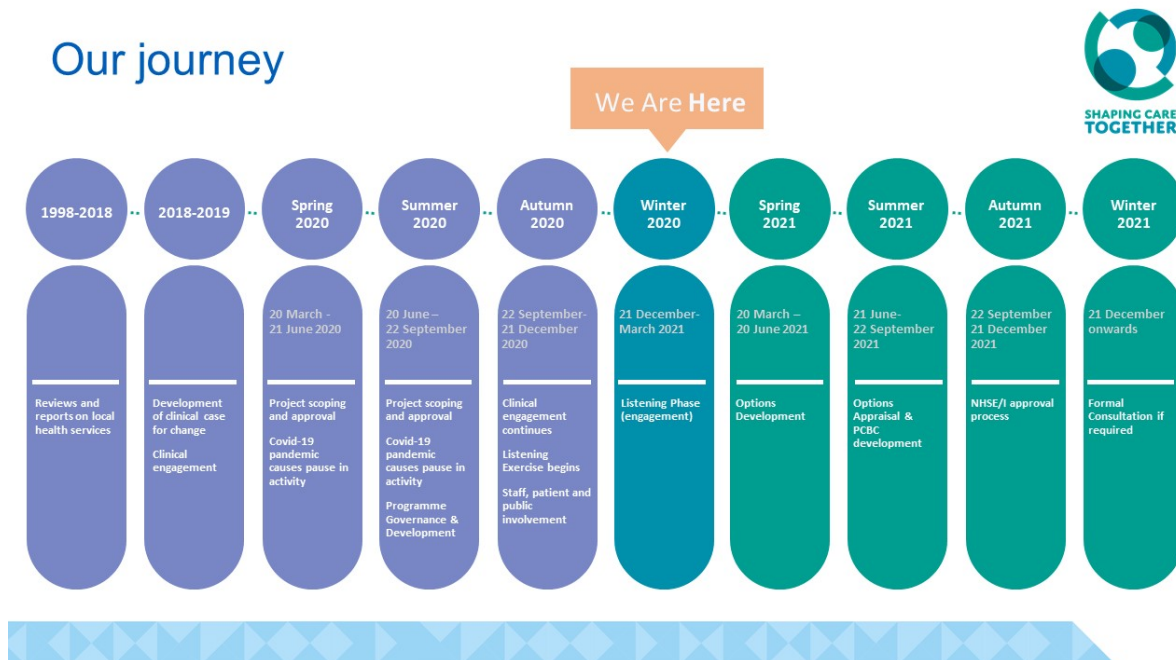 Our journey
SHAPING CARE
TOGETHER
We Are Here
1998-2018
2018-2019
Spring
2020
Summer
2020
Autumn
2020
Winter
2020
Spring
2021
Summer
2021
Autumn
2021
Winter
2021
Reviews and
reports on local
health services
Development
of clinical case
for change
Clinical
engagement
20 March -
21 June 2020
Project scoping
and approval
Covid-19
pandemic
causes pause in
activity
20 June –
22 September
2020
Project scoping
and approval
Covid-19
pandemic
causes pause in
activity
Programme
Governance &
Development
22 September-
21 December
2020
Clinical
engagement
continues
Listening
Exercise begins
Staff, patient and
public
involvement
21 December-
March 2021
Listening Phase
(engagement)
20 March –
20 June 2021
Options
Development
21 June-
22 September
2021
Options
Appraisal &
PCBC
development
22 September
21 December
2021
NHSE/I approval
process
21 December
onwards
Formal
Consultation if
required